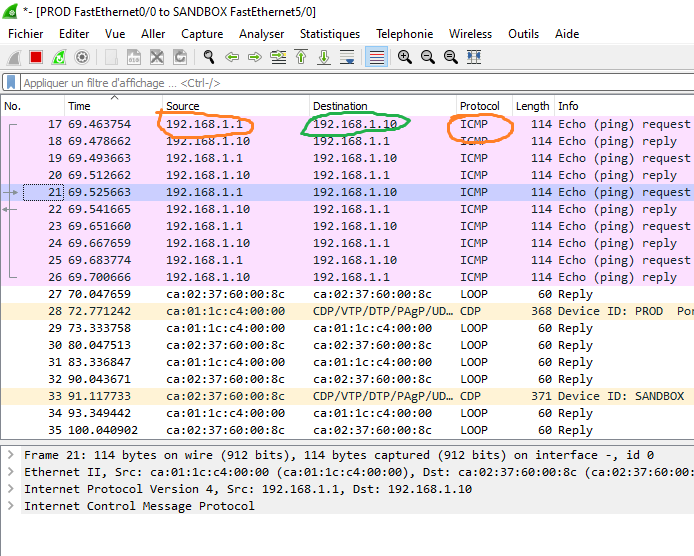 *- [PROD FastEthernet0/0 to SANDBOX FastEthernet5/0]
Fichier Editer Vue Aller Capture Analyser Statistiques Telephonie Wireless Outils Aide
Appliquer un filtre d'affichage ... <Ctrl-/>
No. Time Source Destination Protocol Length Info
17 69.463754 192.168.1.1 192.168.1.10 ICMP 114 Echo (ping) request
18 69.478662 192.168.1.10 192.168.1.1 ICMP 114 Echo (ping) reply
19 69.493663 192.168.1.1 192.168.1.10 ICMP 114 Echo (ping) request
20 69.512662 192.168.1.10 192.168.1.1 ICMP 114 Echo (ping) reply
21 69.525663 192.168.1.1 192.168.1.10 ICMP 114 Echo (ping) request
22 69.541665 192.168.1.10 192.168.1.1 ICMP 114 Echo (ping) reply
23 69.651660 192.168.1.1 192.168.1.10 ICMP 114 Echo (ping) request
24 69.667659 192.168.1.10 192.168.1.1 ICMP 114 Echo (ping) reply
25 69.683774 192.168.1.1 192.168.1.10 ICMP 114 Echo (ping) request
26 69.700666 192.168.1.10 192.168.1.1 ICMP 114 Echo (ping) reply
27 70.047659 ca:02:37:60:00:8c ca:02:37:60:00:8c LOOP 60 Reply
28 72.771242 ca:01:1c:c4:00:00 CDP/VTP/DTP/PAgP/UD... CDP 368 Device ID: PROD Por
29 73.333758 ca:01:1c:c4:00:00 ca:01:1c:c4:00:00 LOOP 60 Reply
30 80.047513 ca:02:37:60:00:8c ca:02:37:60:00:8c LOOP 60 Reply
31 83.336847 ca:01:1c:c4:00:00 ca:01:1c:c4:00:00 LOOP 60 Reply
32 90.043671 ca:02:37:60:00:8c ca:02:37:60:00:8c LOOP 60 Reply
33 91.117733 ca:02:37:60:00:8c CDP/VTP/DTP/PAgP/UD... CDP 371 Device ID: SANDBOX
34 93.349442 ca:01:1c:c4:00:00 ca:01:1c:c4:00:00 LOOP 60 Reply
35 100.040902 ca:02:37:60:00:8c ca:02:37:60:00:8c LOOP 60 Reply
Frame 21: 114 bytes on wire (912 bits), 114 bytes captured (912 bits) on interface -, id 0
Ethernet II, Src: ca:01:1c:c4:00:00 (ca:01:1c:c4:00:00), Dst: ca:02:37:60:00:8c (ca:02:37:60:00:
Internet Protocol Version 4, Src: 192.168.1.1, Dst: 192.168.1.10
Internet Control Message Protocol